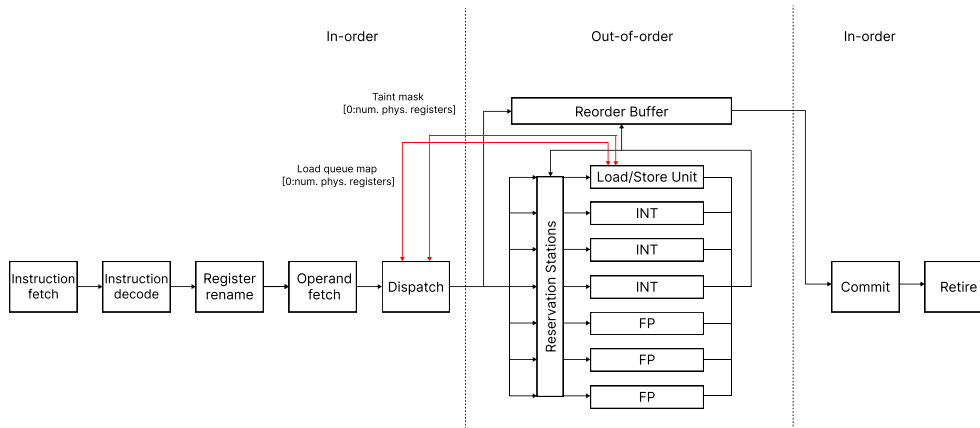 In-order
Out-of-order
In-order
Taint mask
[0:num. phys. registers]
Reorder Buffer
Load queue map
[0:num. phys. registers]
Load/Store Unit
INT
INT
INT
FP
FP
FP
Reservation Stations
Instruction
fetch
Instruction
decode
Register
rename
Operand
fetch
Dispatch
Commit
Retire